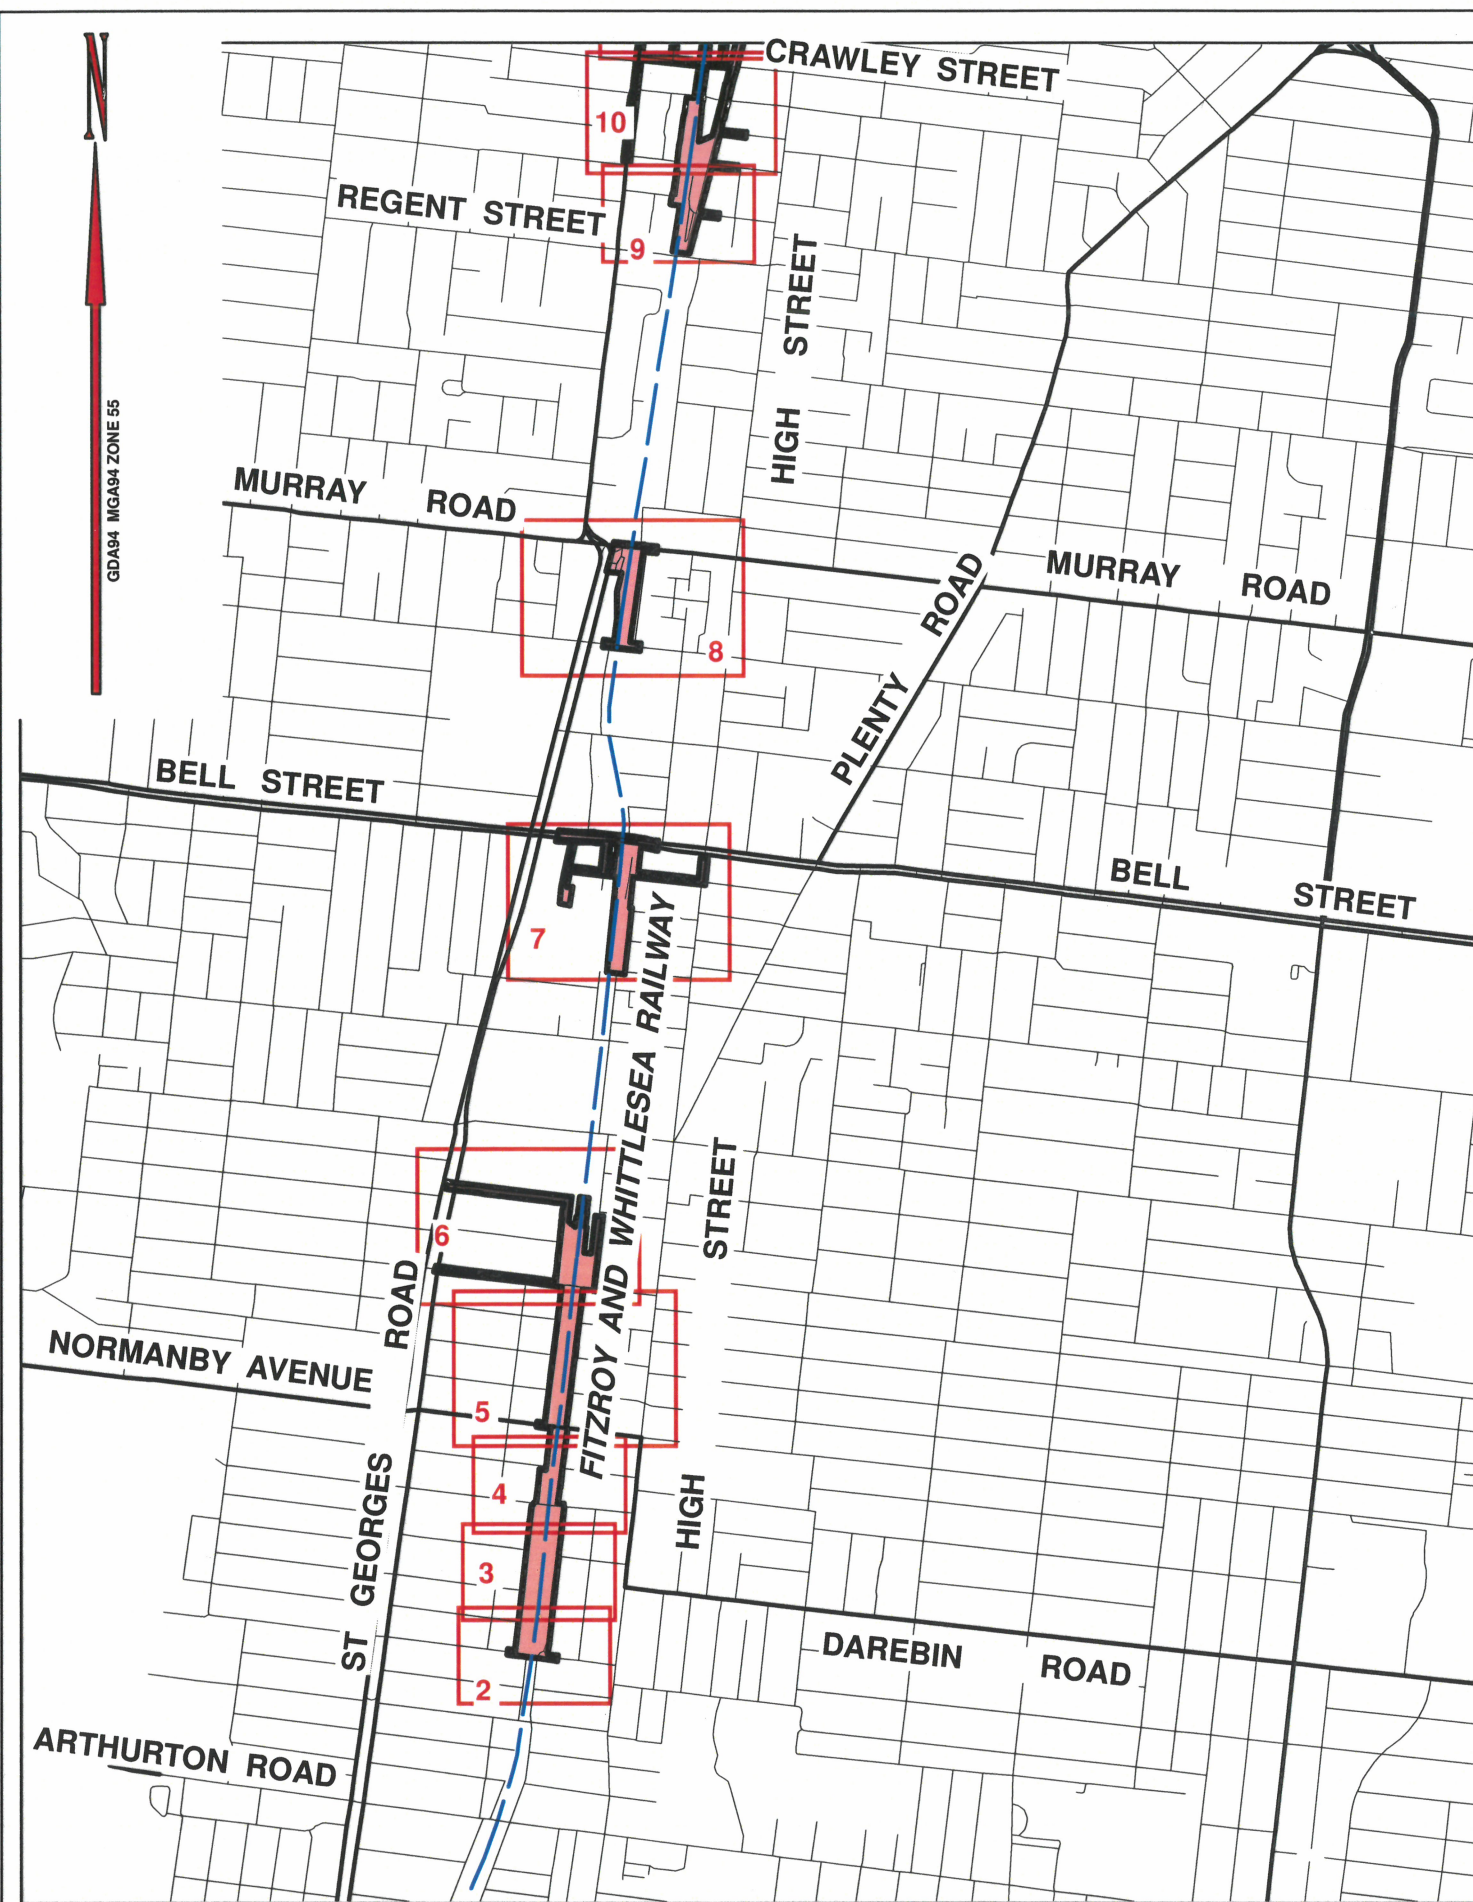 N
CRAWLEY STREET
10
REGENT STREET
9
HIGH STREET
GDA94 MGA94 ZONE 55
MURRAY ROAD
MURRAY ROAD
8
PLENTY ROAD
BELL STREET
BELL STREET
7
FITZROY AND WHITTLESEA RAILWAY
6
HIGH STREET
NORMANBY AVENUE
5
4
ST GEORGES ROAD
3
DAREBIN ROAD
2
ARTHURTON ROAD